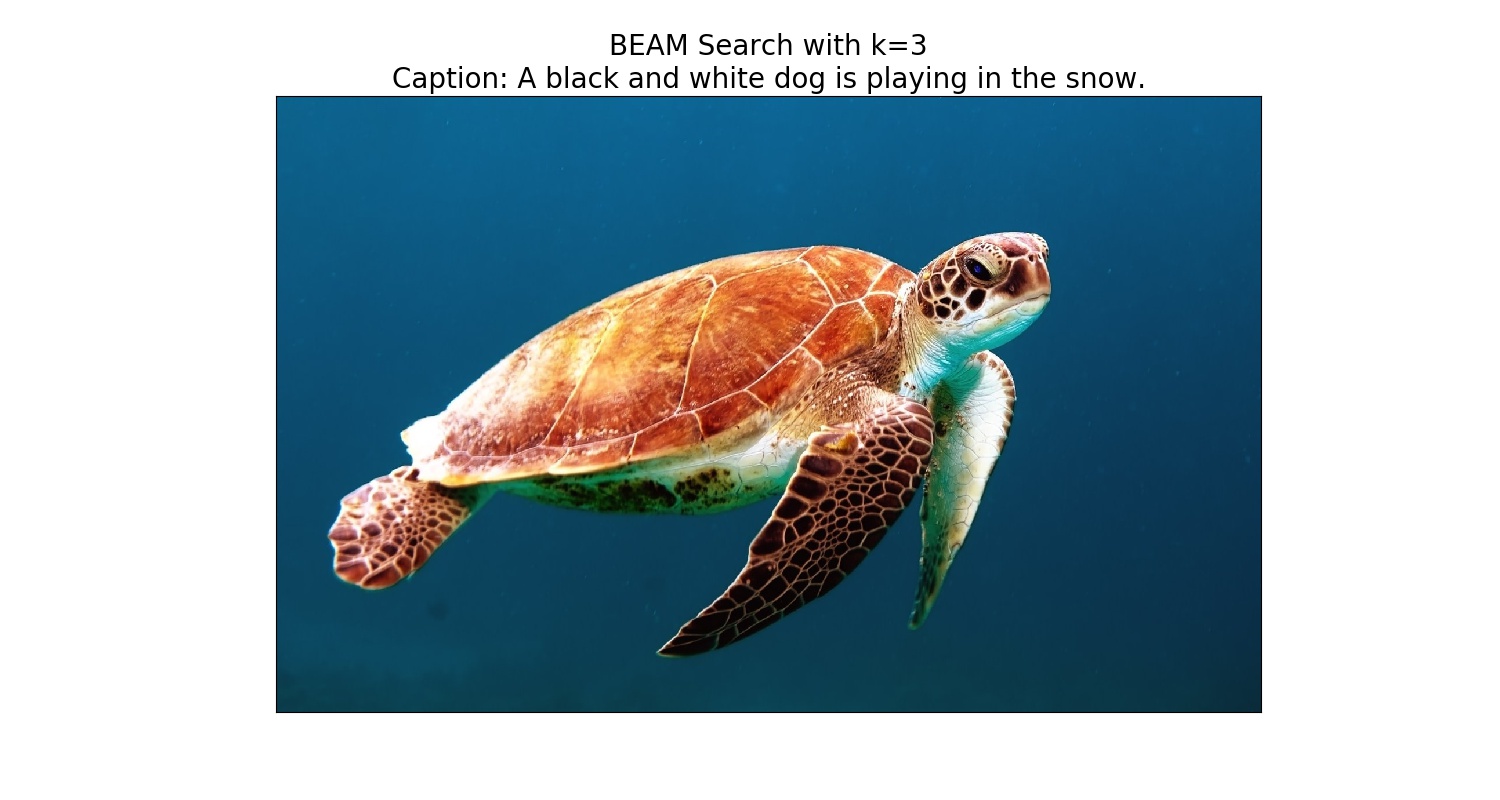 BEAM Search with k=3
Caption: A black and white dog is playing in the snow.